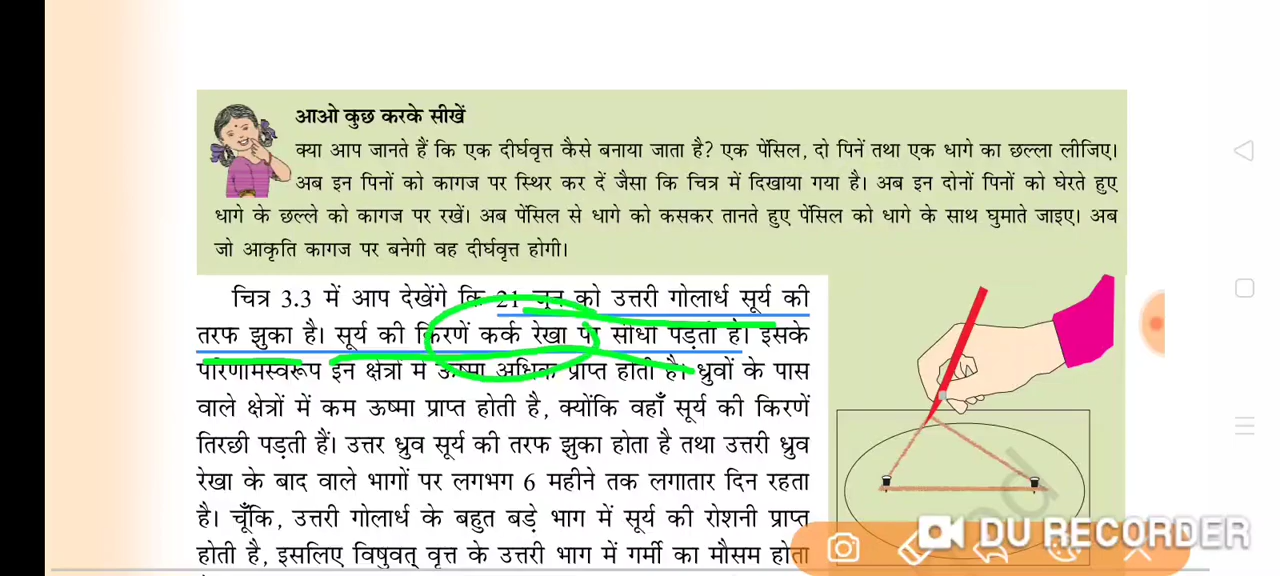 आओ कुछ करके सीखें
क्या आप जानते हैं कि एक दीर्घवृत्त कैसे बनाया जाता है? एक पेंसिल, दो पिनें तथा एक धागे का छल्ला लीजिए।
अब इन पिनों को कागज पर स्थिर कर दें जैसा कि चित्र में दिखाया गया है। अब इन दोनों पिनों को घेरते हुए
धागे के छल्ले को कागज पर रखें। अब पेंसिल से धागे को कसकर तानते हुए पेंसिल को धागे के साथ घुमाते जाइए। अब
जो आकृति कागज पर बनेगी वह दीर्घवृत्त होगी।
चित्र 3.3 में आप देखेंगे कि 21 जून को उत्तरी गोलार्ध सूर्य की
तरफ झुका है। सूर्य की किरणें कर्क रेखा पर सीधी पड़ती हैं। इसके
परिणामस्वरूप इन क्षेत्रों में ऊष्मा अधिक प्राप्त होती है। ध्रुवों के पास
वाले क्षेत्रों में कम ऊष्मा प्राप्त होती है, क्योंकि वहाँ सूर्य की किरणें
तिरछी पड़ती हैं। उत्तर ध्रुव सूर्य की तरफ झुका होता है तथा उत्तरी ध्रुव
रेखा के बाद वाले भागों पर लगभग 6 महीने तक लगातार दिन रहता
है। चूँकि, उत्तरी गोलार्ध के बहुत बड़े भाग में सूर्य की रोशनी प्राप्त
होती है, इसलिए विषुवत् वृत्त के उत्तरी भाग में गर्मी का मौसम होता
DU RECORDER